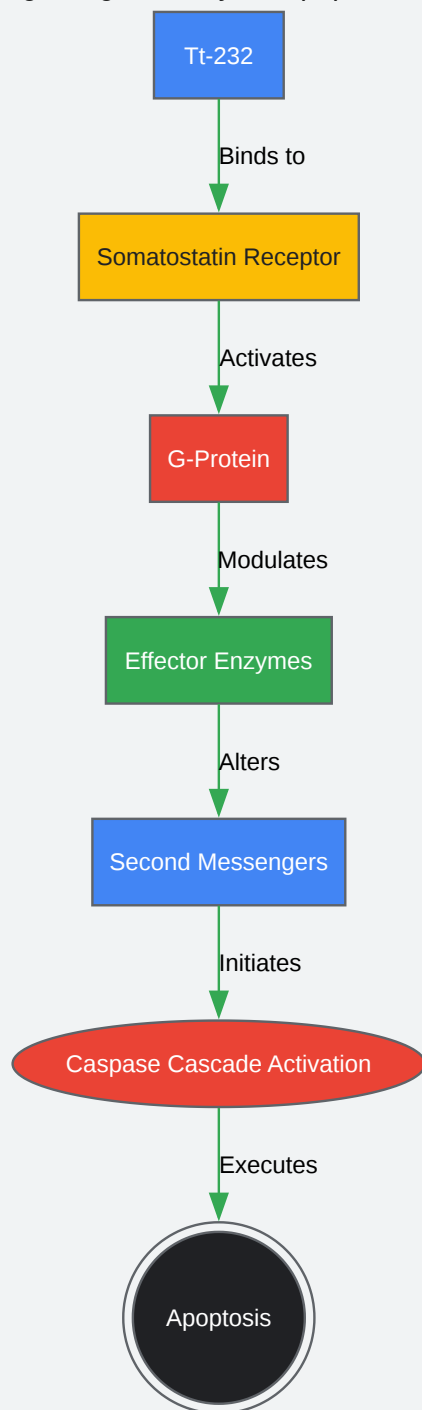 Tt-232
Binds to
Somatostatin Receptor
Activates
G-Protein
Modulates
Effector Enzymes
Alters
Second Messengers
Initiates
Caspase Cascade Activation
Executes
Apoptosis